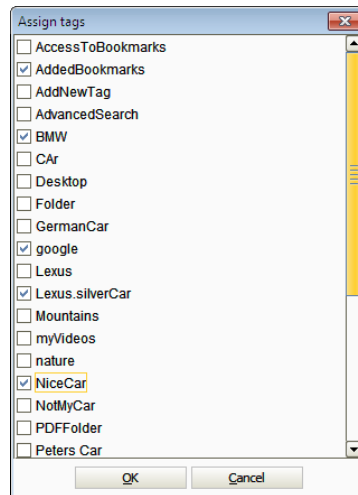 Assign tags
AccessToBookmarks
AddedBookmarks
AddNewTag
AdvancedSearch
BMW
CAr
Desktop
Folder
GermanCar
google
Lexus
Lexus.silverCar
Mountains
myVideos
nature
NiceCar
NotMyCar
PDFFolder
Peters Car
OK Cancel